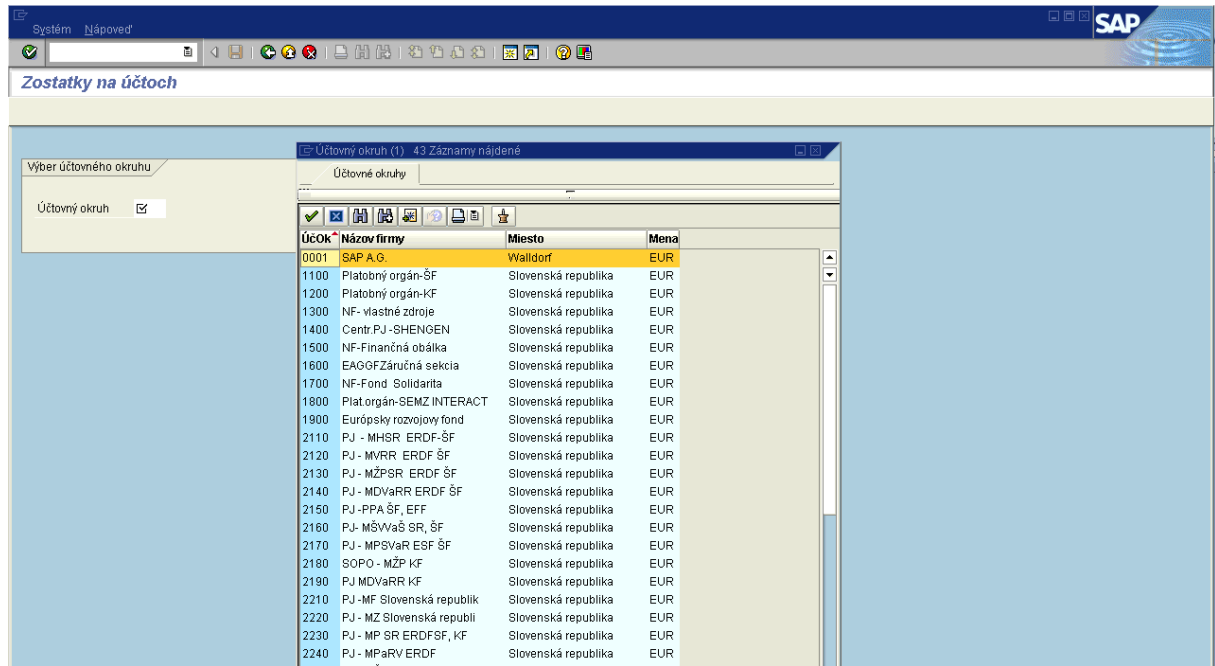 Systém Nápoveď
SAP
Zostatky na účtoch
Výber účtovného okruhu
Účtovný okruh
Účtovný okruh (1) 43 Záznamy nájdené
Účtovné okruhy
ÚčOk Názov firmy Miesto Mena
0001 SAP A.G. Walldorf EUR
1100 Platobný orgán-ŠF Slovenská republika EUR
1200 Platobný orgán-KF Slovenská republika EUR
1300 NF- vlastné zdroje Slovenská republika EUR
1400 Centr.PJ -SHENGEN Slovenská republika EUR
1500 NF-Finančná obálka Slovenská republika EUR
1600 EAGGFZáručná sekcia Slovenská republika EUR
1700 NF-Fond Solidarita Slovenská republika EUR
1800 Plat.orgán-SEMZ INTERACT Slovenská republika EUR
1900 Európsky rozvojovy fond Slovenská republika EUR
2110 PJ - MHSR ERDF-ŠF Slovenská republika EUR
2120 PJ - MVRR ERDF ŠF Slovenská republika EUR
2130 PJ - MŽPSR ERDF ŠF Slovenská republika EUR
2140 PJ - MDVaRR ERDF ŠF Slovenská republika EUR
2150 PJ -PPA ŠF, EFF Slovenská republika EUR
2160 PJ- MŠVVaŠ SR, ŠF Slovenská republika EUR
2170 PJ - MPSVaR ESF ŠF Slovenská republika EUR
2180 SOPO - MŽP KF Slovenská republika EUR
2190 PJ MDVaRR KF Slovenská republika EUR
2210 PJ -MF Slovenská republik Slovenská republika EUR
2220 PJ - MZ Slovenská republi Slovenská republika EUR
2230 PJ - MP SR ERDFSF, KF Slovenská republika EUR
2240 PJ - MPaRV ERDF Slovenská republika EUR